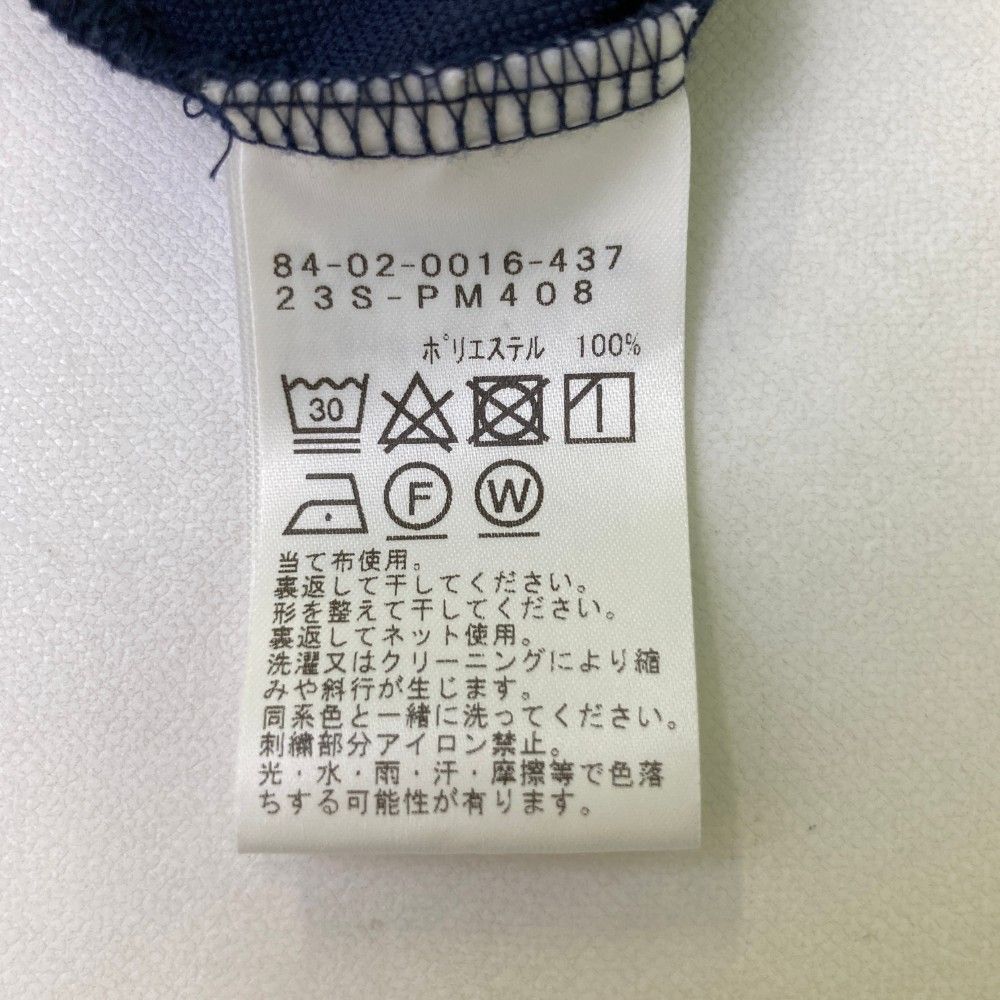 84-02-0016-437
23S-PM408
ポリエステル 100%
30
F W
当て布使用。
裏返して干してください。
形を整えて干してください。
裏返してネット使用。
洗濯又はクリーニングにより縮
みや斜行が生じます。
同系色と一緒に洗ってください。
刺繍部分アイロン禁止。
光・水・雨・汗・摩擦等で色落
ちする可能性が有ります。